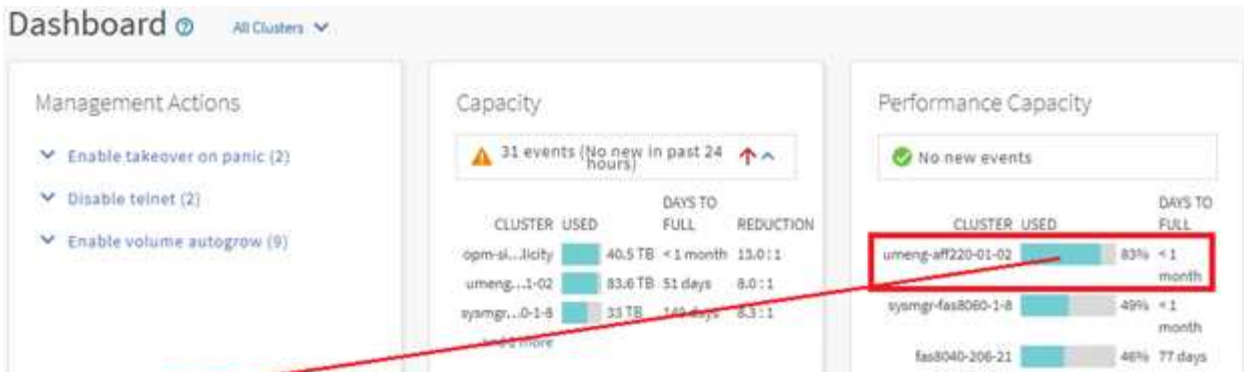 Dashboard
All Clusters
Management Actions
Enable takeover on panic (2)
Disable telnet (2)
Enable volume autogrow (9)
Capacity
31 events (No new in past 24
hours)
DAYS TO
CLUSTER USED FULL REDUCTION
opm-si...licity 40.5 TB < 1 month 15.0 : 1
umeng...1-02 83.6 TB 51 days 8.0 : 1
sysmgr...0-1-8 33 TB 149 days 8.3 : 1
more
Performance Capacity
No new events
DAYS TO
CLUSTER USED FULL
umeng-aff220-01-02 83% < 1
month
sysmgr-fas8060-1-8 49% < 1
month
fas8040-206-21 46% 77 days